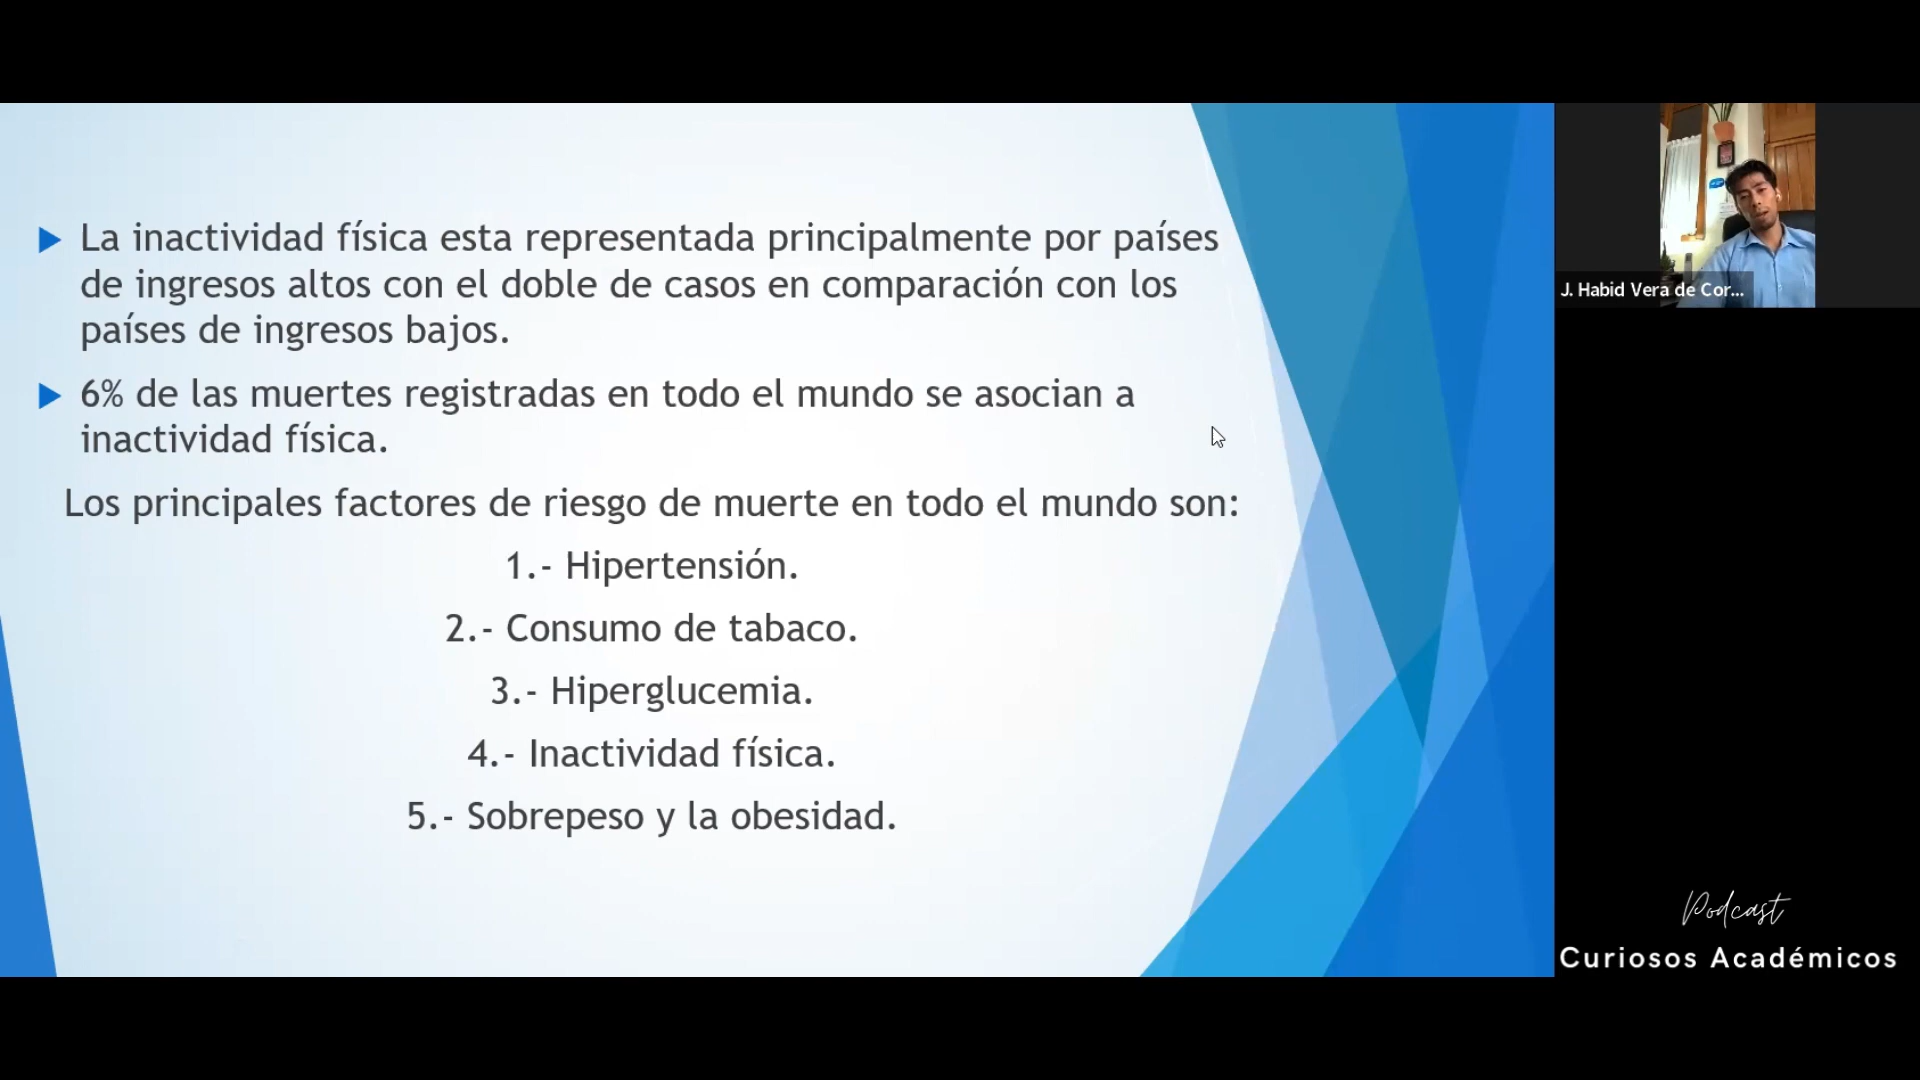 La inactividad física esta representada principalmente por países
de ingresos altos con el doble de casos en comparación con los
países de ingresos bajos.
6% de las muertes registradas en todo el mundo se asocian a
inactividad física.
Los principales factores de riesgo de muerte en todo el mundo son:
1.- Hipertensión.
2.- Consumo de tabaco.
3.- Hiperglucemia.
4.- Inactividad física.
5.- Sobrepeso y la obesidad.
J. Habid Vera de Cor...
Podcast
Curiosos Académicos